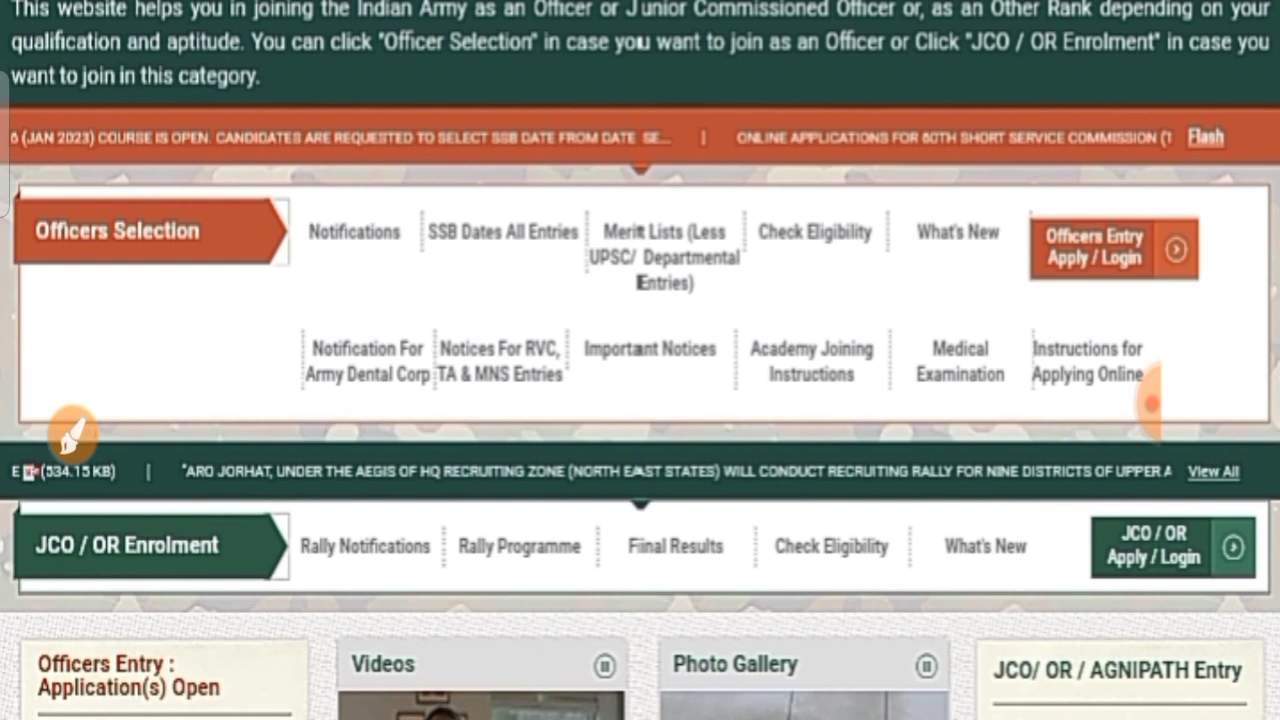 This website helps you in joining the Indian Army as an Officer or Junior Commissioned Officer or, as an Other Rank depending on your
qualification and aptitude. You can click "Officer Selection" in case you want to join as an Officer or Click "JCO / OR Enrolment" in case you
want to join in this category.
6 (JAN 2023) COURSE IS OPEN. CANDIDATES ARE REQUESTED TO SELECT SSB DATE FROM DATE SE... | ONLINE APPLICATIONS FOR 60TH SHORT SERVICE COMMISSION (T Flash
Officers Selection
Notifications
SSB Dates All Entries
Merit Lists (Less
UPSC/ Departmental
Entries)
Check Eligibility
What's New
Officers Entry
Apply / Login
Notification For
Army Dental Corp
Notices For RVC,
TA & MNS Entries
Important Notices
Academy Joining
Instructions
Medical
Examination
Instructions for
Applying Online
E (534.15 KB) | "ARO JORHAT, UNDER THE AEGIS OF HQ RECRUITING ZONE (NORTH EAST STATES) WILL CONDUCT RECRUITING RALLY FOR NINE DISTRICTS OF UPPER A View All
JCO / OR Enrolment
Rally Notifications
Rally Programme
Fiinal Results
Check Eligibility
What's New
JCO / OR
Apply / Login
Officers Entry :
Application(s) Open
Videos
Photo Gallery
JCO/ OR / AGNIPATH Entry